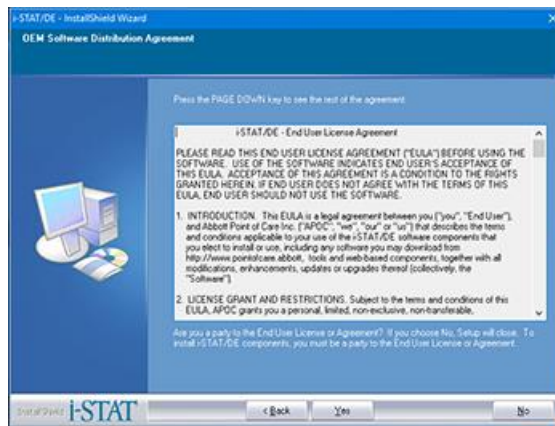 i-STAT/DE - InstallShield Wizard
OEM Software Distribution Agreement
Press the PAGE DOWN key to see the rest of the agreement.
i-STAT/DE - End User License Agreement
PLEASE READ THIS END USER LICENSE AGREEMENT ("EULA") BEFORE USING THE
SOFTWARE. USE OF THE SOFTWARE INDICATES END USER'S ACCEPTANCE OF
THIS EULA. ACCEPTANCE OF THIS AGREEMENT IS A CONDITION TO THE RIGHTS
GRANTED HEREIN. IF END USER DOES NOT AGREE WITH THE TERMS OF THIS
EULA, END USER SHOULD NOT USE THE SOFTWARE.
1. INTRODUCTION. This EULA is a legal agreement between you ("you", "End User"),
and Abbott Point of Care Inc. ("APOC", "we", "our" or "us") that describes the terms
and conditions applicable to your use of the i-STAT/DE software components that
you elect to install or use, including any software you may download from
http://www.pointofcare.abbott, tools and web-based components, together with all
modifications, enhancements, updates or upgrades thereof (collectively, the
"Software").
2. LICENSE GRANT AND RESTRICTIONS. Subject to the terms and conditions of this
EULA, APOC grants you a personal, limited, non-exclusive, non-transferable,
Are you a party to the End User License or Agreement? If you choose No, Setup will close. To
install i-STAT/DE components, you must be a party to the End User License or Agreement.
InstallShield i-STAT
< Back
Yes
No